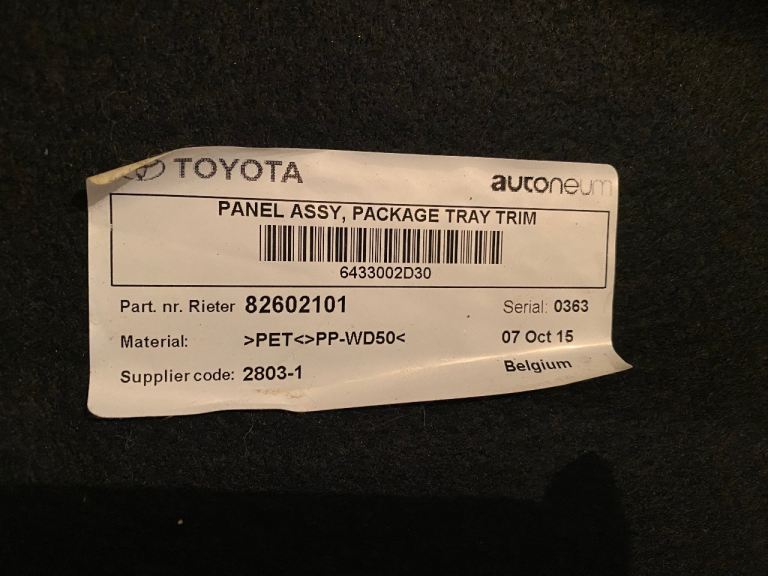 TOYOTA
autoneum
PANEL ASSY, PACKAGE TRAY TRIM
6433002D30
Part. nr. Rieter 82602101
Serial: 0363
Material: >PET<>PP-WD50<
07 Oct 15
Supplier code: 2803-1
Belgium